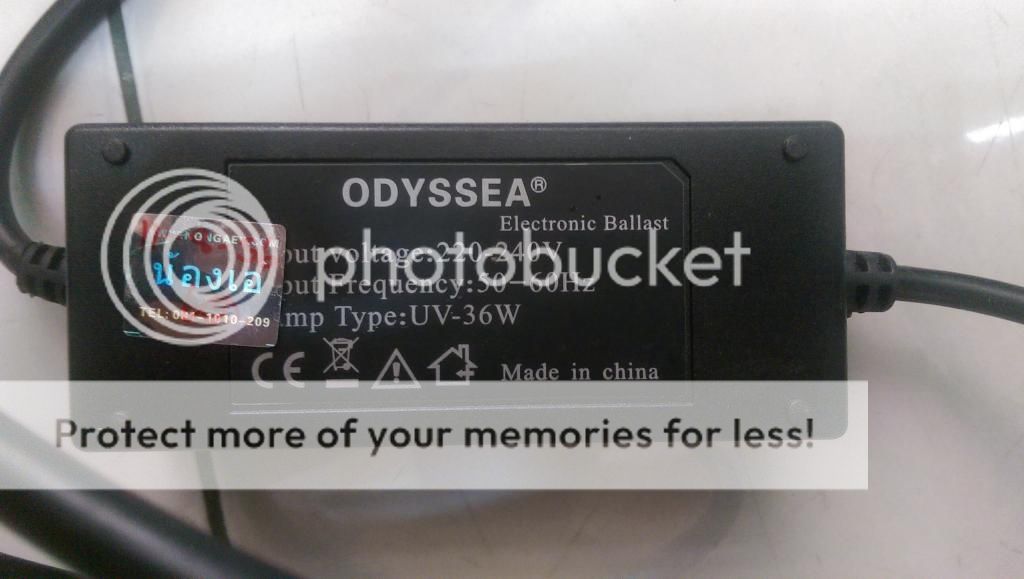 ODYSSEA®
Electronic Ballast
put voltage:220-240V
put Frequency:50-60Hz
mp Type:UV-36W
น้องเอ๋
CE
Made in china
photobucket
Protect more of your memories for less!